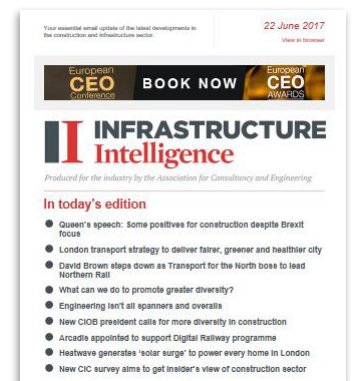 Your essential email update of the latest developments in
the construction and infrastructure sector.
22 June 2017
View in browser
European
CEO
Conference
BOOK NOW
European
CEO
AWARDS
INFRASTRUCTURE
Intelligence
Produced for the industry by the Association for Consultancy and Engineering
In today's edition
Queen's speech: Some positives for construction despite Brexit
focus
London transport strategy to deliver fairer, greener and healthier city
David Brown steps down as Transport for the North boss to lead
Northern Rail
What can we do to promote greater diversity?
Engineering isn't all spanners and overalls
New CIOB president calls for more diversity in construction
Arcadis appointed to support Digital Railway programme
Heatwave generates 'solar surge' to power every home in London
New CIC survey aims to get insider's view of construction sector